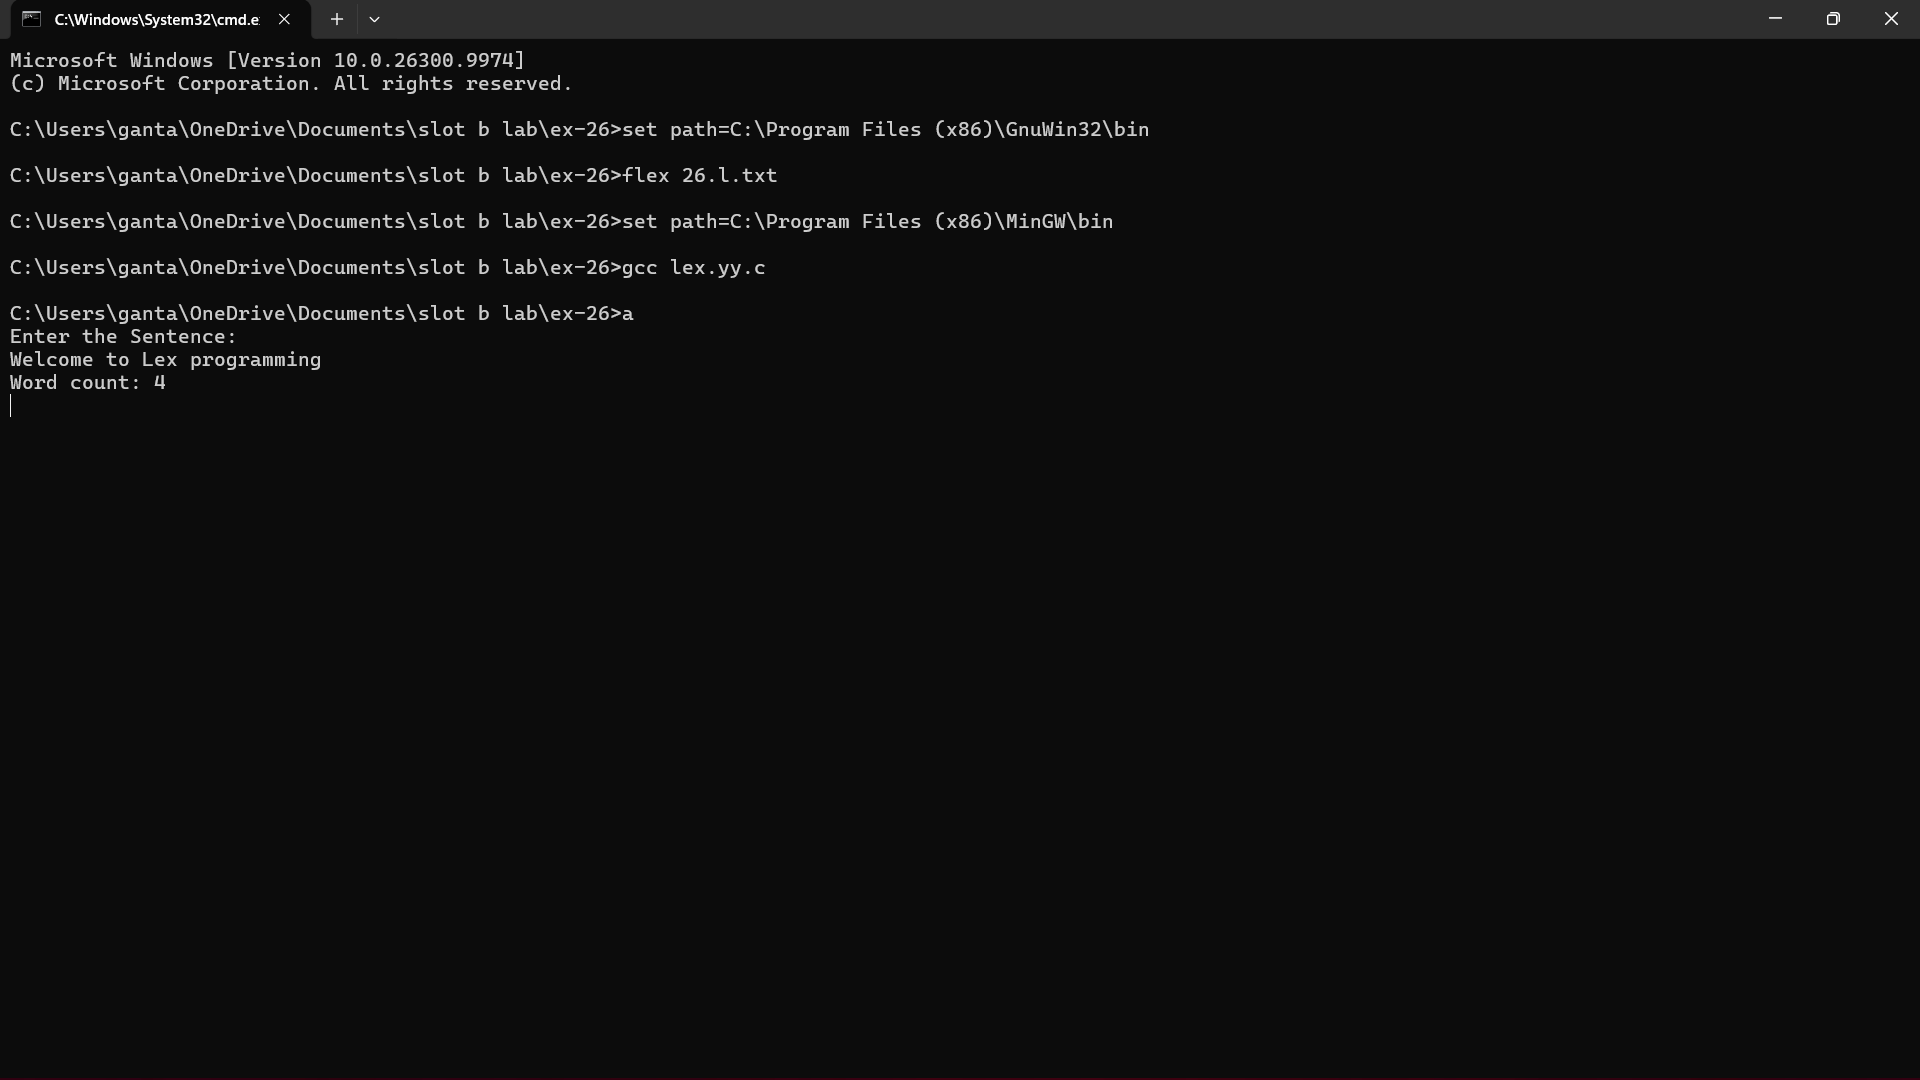 C:\Windows\System32\cmd.e
Microsoft Windows [Version 10.0.26300.9974]
(c) Microsoft Corporation. All rights reserved.
C:\Users\ganta\OneDrive\Documents\slot b lab\ex-26>set path=C:\Program Files (x86)\GnuWin32\bin
C:\Users\ganta\OneDrive\Documents\slot b lab\ex-26>flex 26.l.txt
C:\Users\ganta\OneDrive\Documents\slot b lab\ex-26>set path=C:\Program Files (x86)\MinGW\bin
C:\Users\ganta\OneDrive\Documents\slot b lab\ex-26>gcc lex.yy.c
C:\Users\ganta\OneDrive\Documents\slot b lab\ex-26>a
Enter the Sentence:
Welcome to Lex programming
Word count: 4